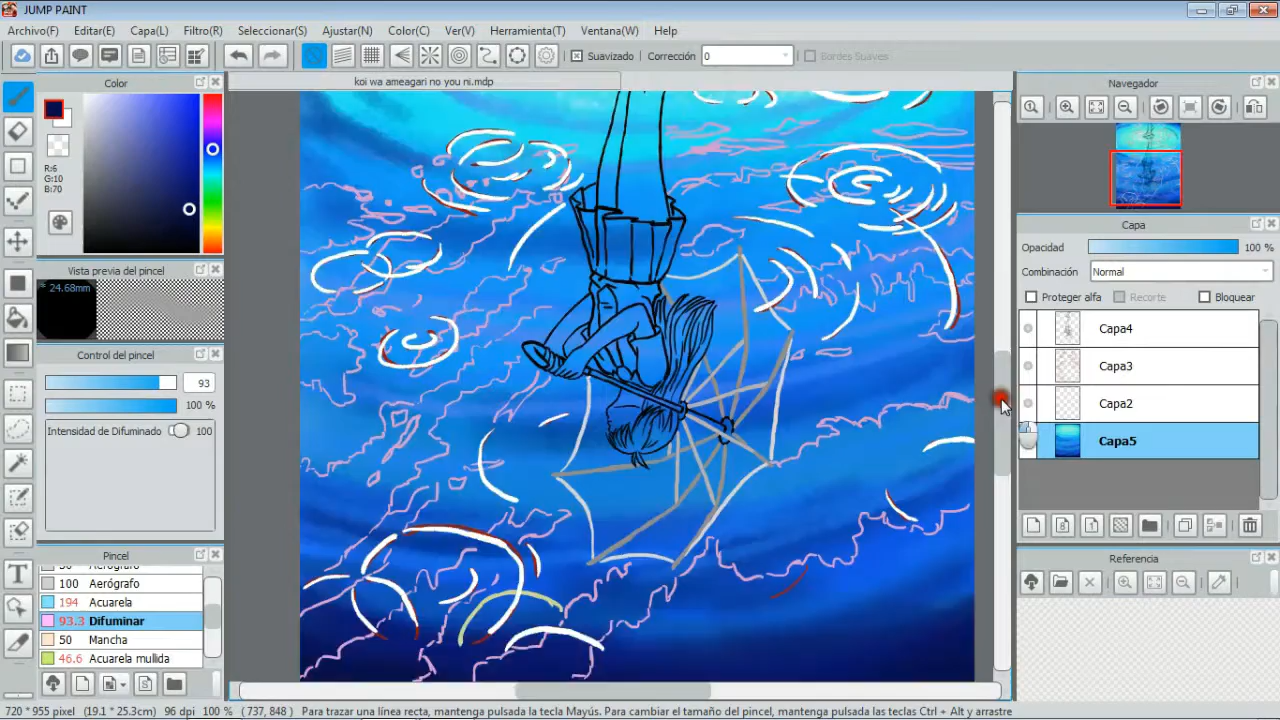 JUMP PAINT
Archivo(F) Editar(E) Capa(L) Filtro(R) Seleccionar(S) Ajustar(N) Color(C) Ver(V) Herramienta(T) Ventana(W) Help
Suavizado Corrección 0 Bordes Suaves
Color
koi wa ameagari no you ni.mdp
Navegador
R:6
G:10
B:70
Capa
Opacidad 100 %
Vista previa del pincel
Combinación Normal
* 24.68mm
Proteger alfa Recorte Bloquear
Capa4
Control del pincel
Capa3
93
100 %
Capa2
Intensidad de Difuminado 100
Capa5
Pincel
Referencia
50 Aerógrafo
100 Aerógrafo
194 Acuarela
93.3 Difuminar
50 Mancha
46.6 Acuarela mullida
720 * 955 pixel (19.1 * 25.3cm) 96 dpi 100 % (737, 848) Para trazar una línea recta, mantenga pulsada la tecla Mayús. Para cambiar el tamaño del pincel, mantenga pulsadas las teclas Ctrl + Alt y arrastre